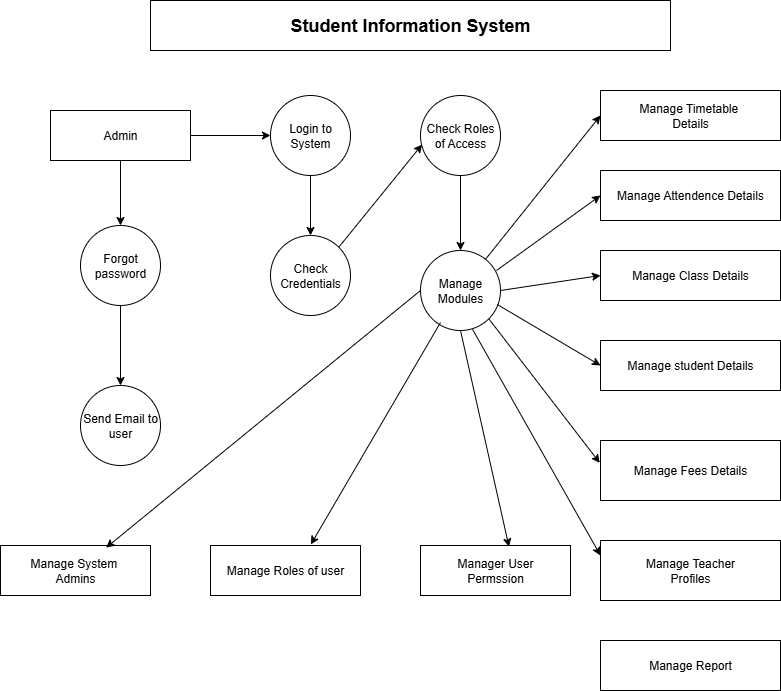 Student Information System
Admin
Login to
System
Check Roles
of Access
Manage Timetable
Details
Manage Attendence Details
Forgot
password
Check
Credentials
Manage
Modules
Manage Class Details
Manage student Details
Send Email to
user
Manage Fees Details
Manage System
Admins
Manage Roles of user
Manager User
Permssion
Manage Teacher
Profiles
Manage Report